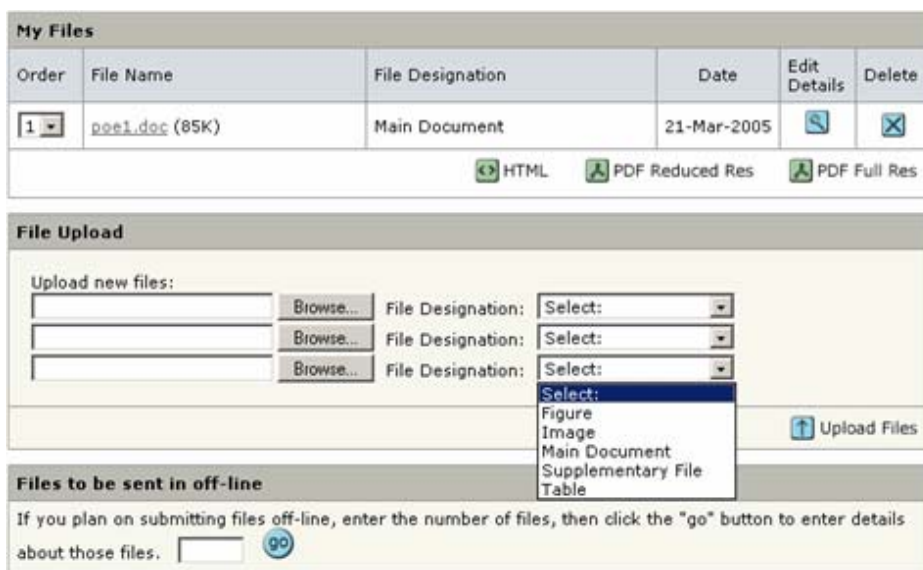 My Files
Order File Name File Designation Date Edit Details Delete
1 poe1.doc (85K) Main Document 21-Mar-2005
HTML PDF Reduced Res PDF Full Res
File Upload
Upload new files:
Browse... File Designation: Select:
Browse... File Designation: Select:
Browse... File Designation: Select:
Select:
Figure
Image
Main Document
Supplementary File
Table
Upload Files
Files to be sent in off-line
If you plan on submitting files off-line, enter the number of files, then click the "go" button to enter details
about those files. go